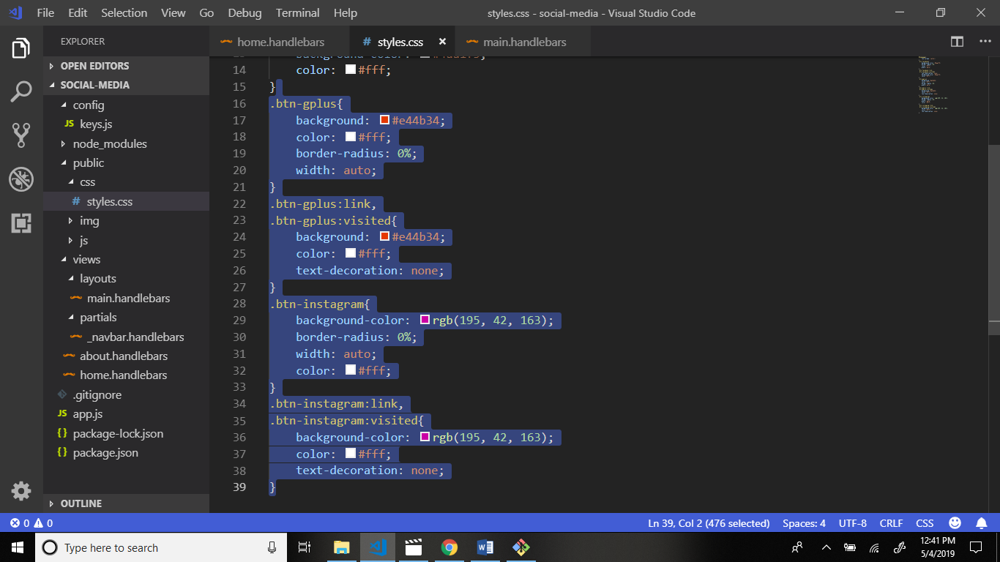 File Edit Selection View Go Debug Terminal Help
styles.css - social-media - Visual Studio Code
EXPLORER
home.handlebars
# styles.css
main.handlebars
OPEN EDITORS
SOCIAL-MEDIA
config
JS keys.js
node_modules
public
css
# styles.css
img
js
views
layouts
main.handlebars
partials
_navbar.handlebars
about.handlebars
home.handlebars
.gitignore
JS app.js
{} package-lock.json
{} package.json
OUTLINE
14 color: #fff;
15 }
16 .btn-gplus{
17 background: #e44b34;
18 color: #fff;
19 border-radius: 0%;
20 width: auto;
21 }
22 .btn-gplus:link,
23 .btn-gplus:visited{
24 background: #e44b34;
25 color: #fff;
26 text-decoration: none;
27 }
28 .btn-instagram{
29 background-color: rgb(195, 42, 163);
30 border-radius: 0%;
31 width: auto;
32 color: #fff;
33 }
34 .btn-instagram:link,
35 .btn-instagram:visited{
36 background-color: rgb(195, 42, 163);
37 color: #fff;
38 text-decoration: none;
39 }
0 0
Ln 39, Col 2 (476 selected) Spaces: 4 UTF-8 CRLF CSS
Type here to search
12:41 PM
5/4/2019